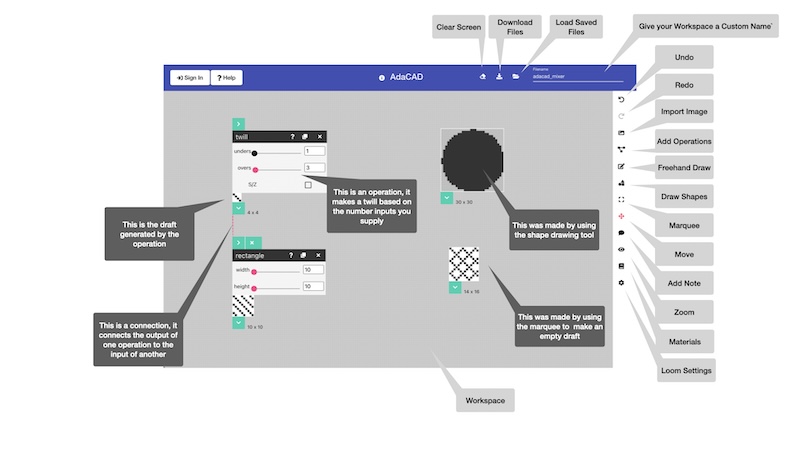 Clear Screen
Download
Files
Load Saved
Files
Give your Workspace a Custom Name`
Sign In
? Help
AdaCAD
Filename
adacad_mixer
Undo
Redo
Import Image
Add Operations
Freehand Draw
Draw Shapes
Marquee
Move
Add Note
Zoom
Materials
Loom Settings
twill
unders
1
overs
3
S/Z
4 x 4
This is an operation, it
makes a twill based on
the number inputs you
supply
This is the draft
generated by the
operation
rectangle
width
10
height
10
10 x 10
This is a connection, it
connects the output of
one operation to the
input of another
30 x 30
This was made by using
the shape drawing tool
14 x 16
This was made by using
the marquee to make an
empty draft
Workspace